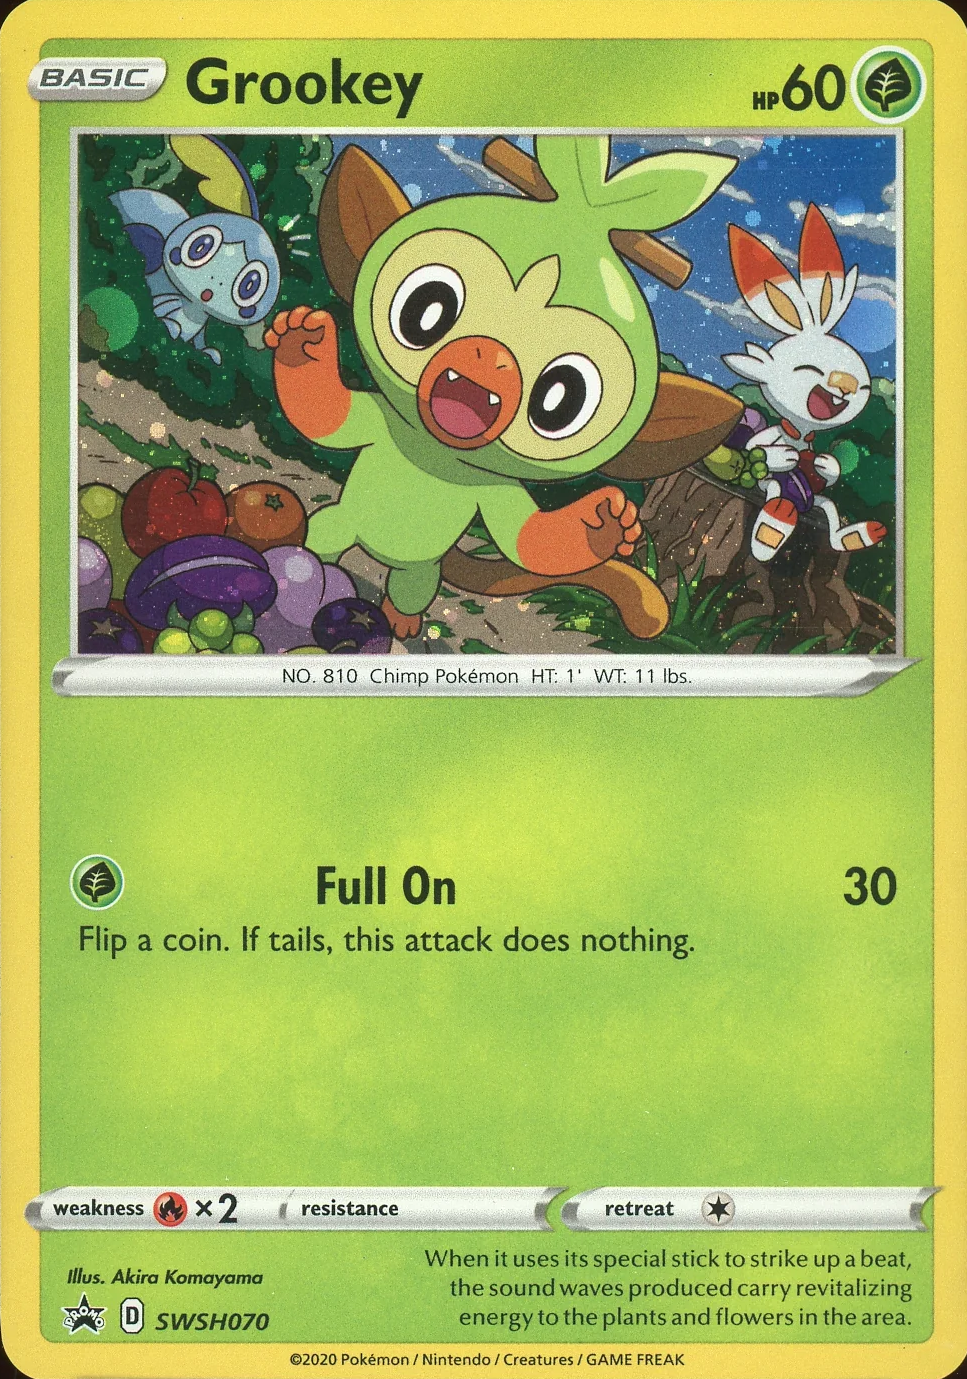 BASIC Grookey HP 60
NO. 810 Chimp Pokémon HT: 1' WT: 11 lbs.
Full On 30
Flip a coin. If tails, this attack does nothing.
weakness ×2 resistance retreat
Illus. Akira Komayama
When it uses its special stick to strike up a beat,
the sound waves produced carry revitalizing
energy to the plants and flowers in the area.
PROMO D SWSH070
©2020 Pokémon / Nintendo / Creatures / GAME FREAK